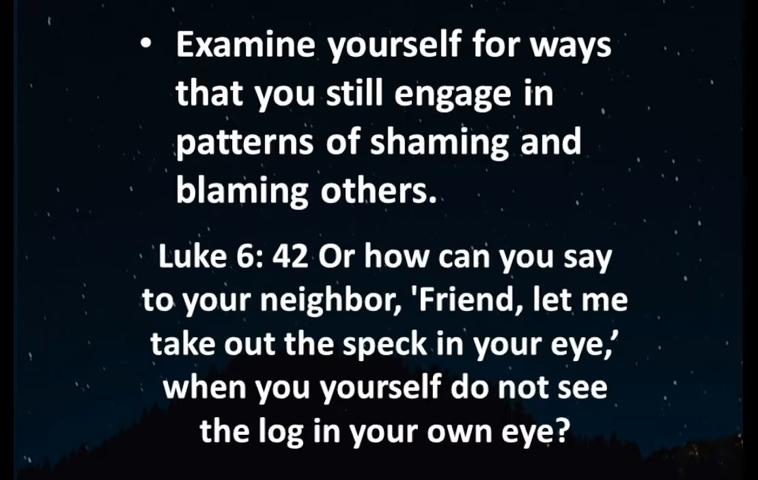 • Examine yourself for ways
that you still engage in
patterns of shaming and
blaming others.
Luke 6: 42 Or how can you say
to your neighbor, 'Friend, let me
take out the speck in your eye,’
when you yourself do not see
the log in your own eye?